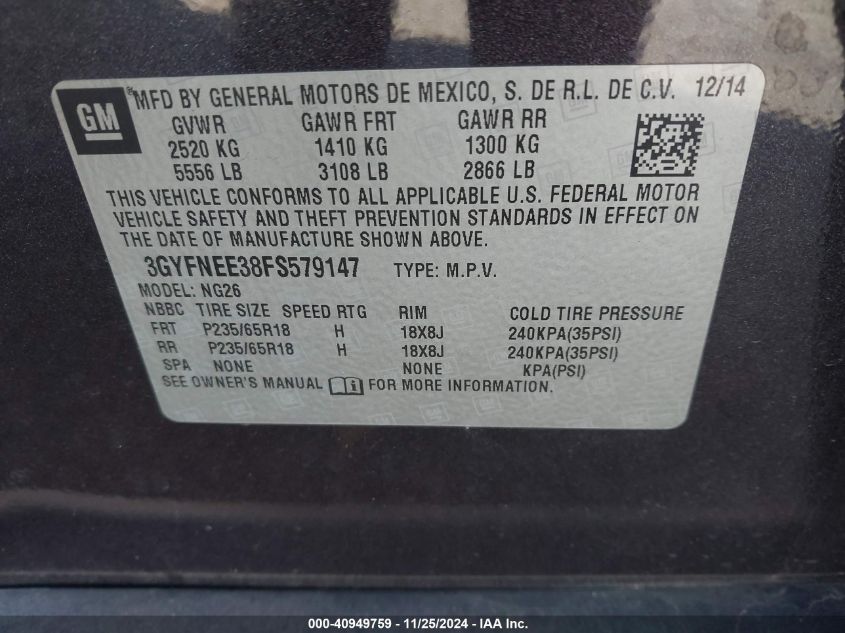 GM ® MFD BY GENERAL MOTORS DE MEXICO, S. DE R.L. DE C.V. 12/14
GVWR GAWR FRT GAWR RR
2520 KG 1410 KG 1300 KG
5556 LB 3108 LB 2866 LB
THIS VEHICLE CONFORMS TO ALL APPLICABLE U.S. FEDERAL MOTOR
VEHICLE SAFETY AND THEFT PREVENTION STANDARDS IN EFFECT ON
THE DATE OF MANUFACTURE SHOWN ABOVE.
3GYFNEE38FS579147 TYPE: M.P.V.
MODEL: NG26
NBBC TIRE SIZE SPEED RTG RIM COLD TIRE PRESSURE
FRT P235/65R18 H 18X8J 240KPA(35PSI)
RR P235/65R18 H 18X8J 240KPA(35PSI)
SPA NONE NONE KPA(PSI)
SEE OWNER'S MANUAL FOR MORE INFORMATION.
000-40949759 - 11/25/2024 - IAA Inc.